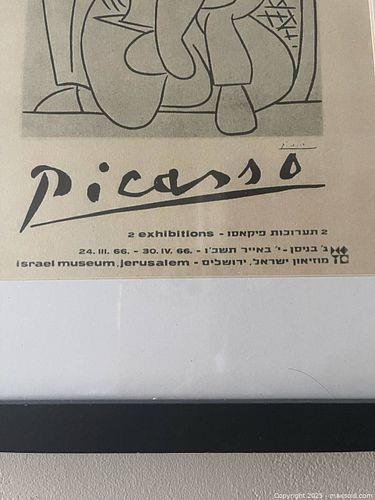 Picasso
2 exhibitions - 2 תערוכות פיקאסו
24. III. 66. - 30. IV. 66. - ג' בניסן - י' באייר תשכ"ו
israel museum, jerusalem - מוזיאון ישראל, ירושלים
Copyright 2025 - maxsold.com